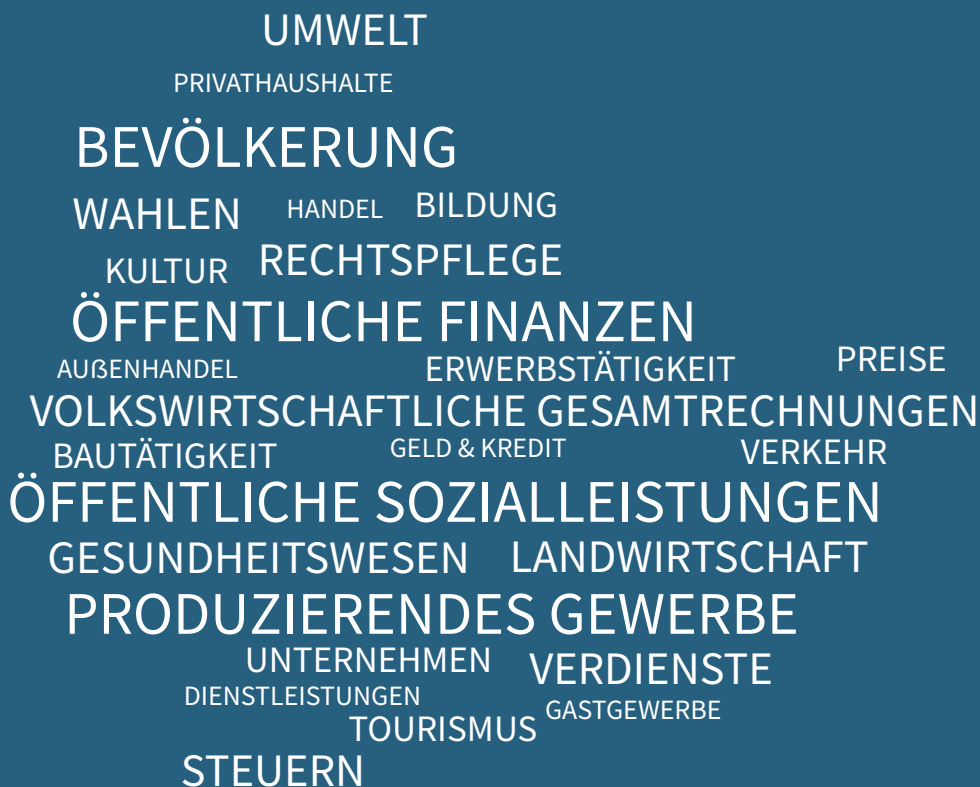 UMWELT
PRIVATHAUSHALTE
BEVÖLKERUNG
WAHLEN HANDEL BILDUNG
KULTUR RECHTSPFLEGE
ÖFFENTLICHE FINANZEN
AUßENHANDEL ERWERBSTÄTIGKEIT PREISE
VOLKSWIRTSCHAFTLICHE GESAMTRECHNUNGEN
BAUTÄTIGKEIT GELD & KREDIT VERKEHR
ÖFFENTLICHE SOZIALLEISTUNGEN
GESUNDHEITSWESEN LANDWIRTSCHAFT
PRODUZIERENDES GEWERBE
UNTERNEHMEN VERDIENSTE
DIENSTLEISTUNGEN GASTGEWERBE
TOURISMUS
STEUERN